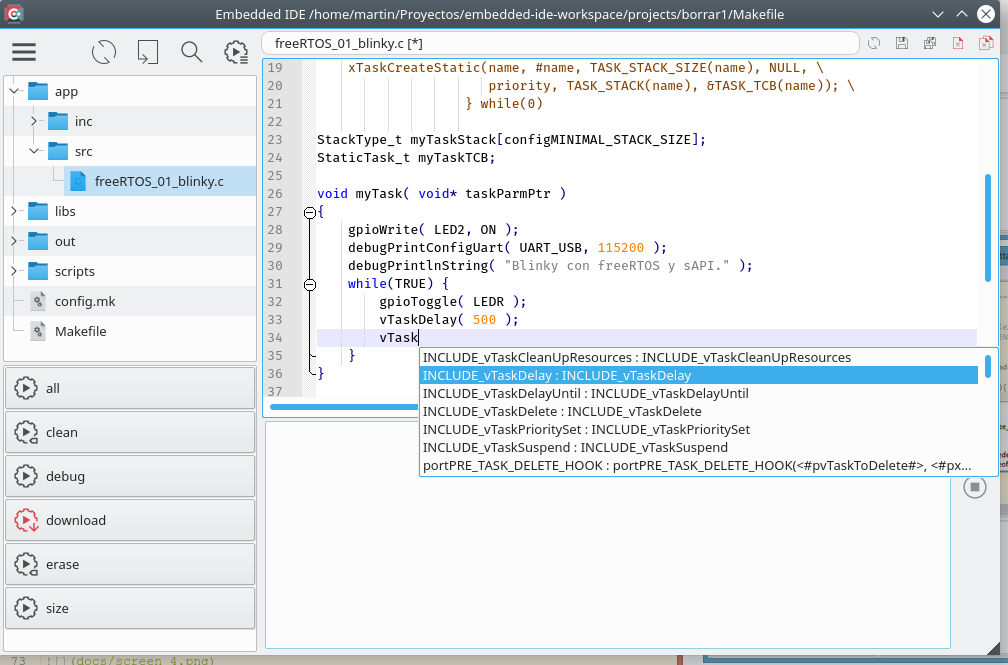 Embedded IDE /home/martin/Proyectos/embedded-ide-workspace/projects/borrar1/Makefile
freeRTOS_01_blinky.c [*]
app
inc
src
freeRTOS_01_blinky.c
libs
out
scripts
config.mk
Makefile
all
clean
debug
download
erase
size
19 xTaskCreateStatic(name, #name, TASK_STACK_SIZE(name), NULL, \
20 priority, TASK_STACK(name), &TASK_TCB(name)); \
21 } while(0)
22
23 StackType_t myTaskStack[configMINIMAL_STACK_SIZE];
24 StaticTask_t myTaskTCB;
25
26 void myTask( void* taskParmPtr )
27 {
28 gpioWrite( LED2, ON );
29 debugPrintConfigUart( UART_USB, 115200 );
30 debugPrintlnString( "Blinky con freeRTOS y sAPI." );
31 while(TRUE) {
32 gpioToggle( LEDR );
33 vTaskDelay( 500 );
34 vTask
35 }
36 }
37
INCLUDE_vTaskCleanUpResources : INCLUDE_vTaskCleanUpResources
INCLUDE_vTaskDelay : INCLUDE_vTaskDelay
INCLUDE_vTaskDelayUntil : INCLUDE_vTaskDelayUntil
INCLUDE_vTaskDelete : INCLUDE_vTaskDelete
INCLUDE_vTaskPrioritySet : INCLUDE_vTaskPrioritySet
INCLUDE_vTaskSuspend : INCLUDE_vTaskSuspend
portPRE_TASK_DELETE_HOOK : portPRE_TASK_DELETE_HOOK(<#pvTaskToDelete#>, <#px...
73 ![](docs/screen_4.png)